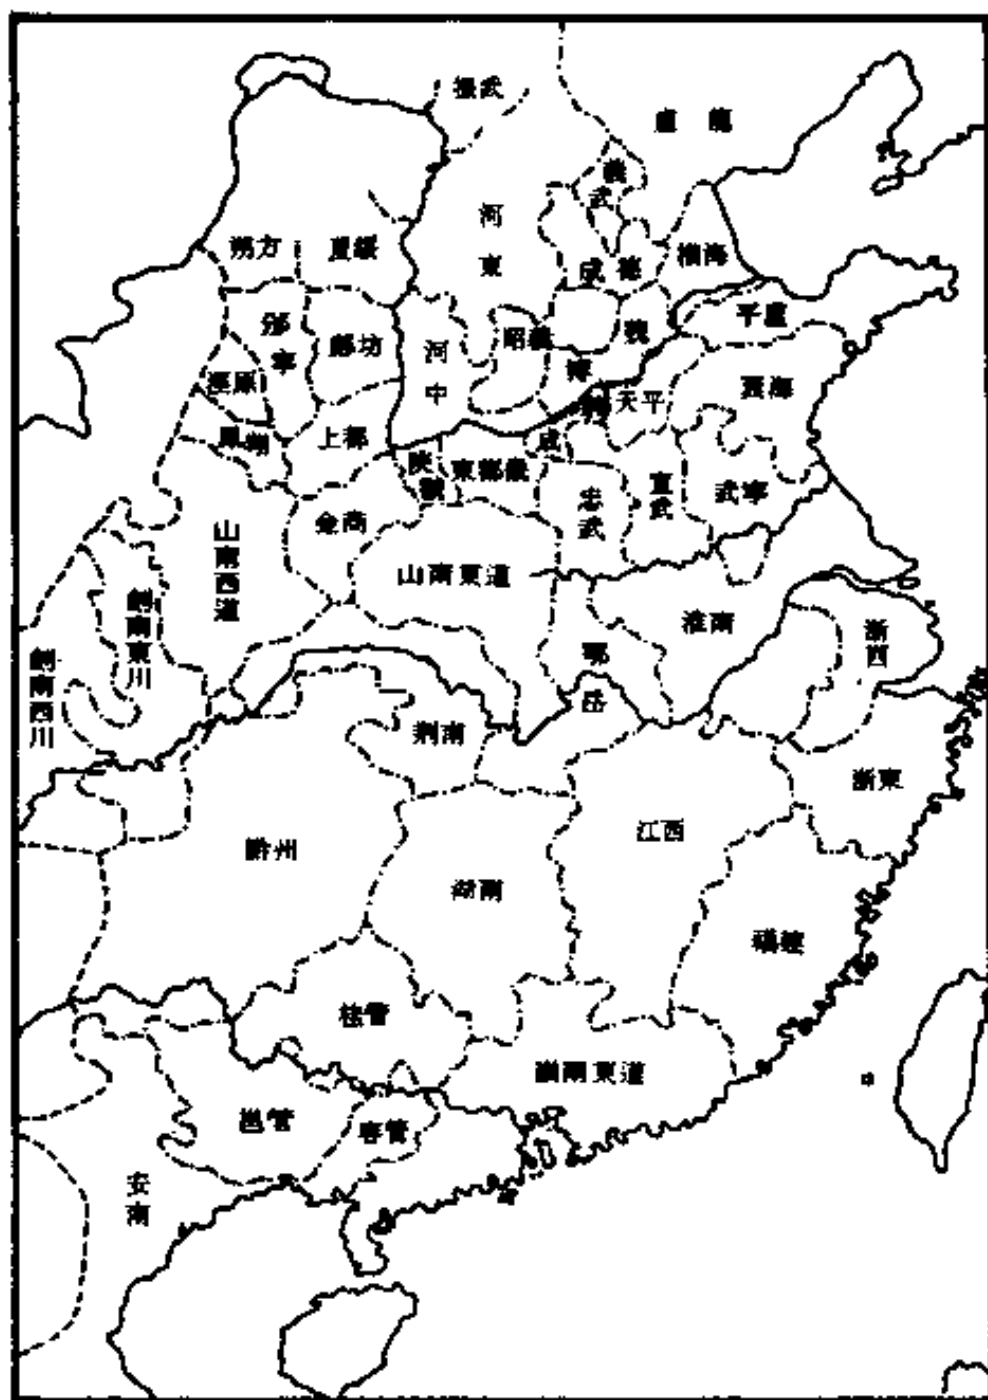 振武
盧龍
義武
河東
朔方
夏綏
成德
橫海
邠寧
鄜坊
河中
昭義
魏博
平盧
涇原
天平
兗海
鳳翔
上都
陝虢
東都畿
忠武
宣武
武寧
金商
山南西道
山南東道
劍南東川
劍南西川
淮南
浙西
鄂岳
荊南
浙東
黔州
湖南
江西
福建
桂管
嶺南東道
邕管
容管
安南